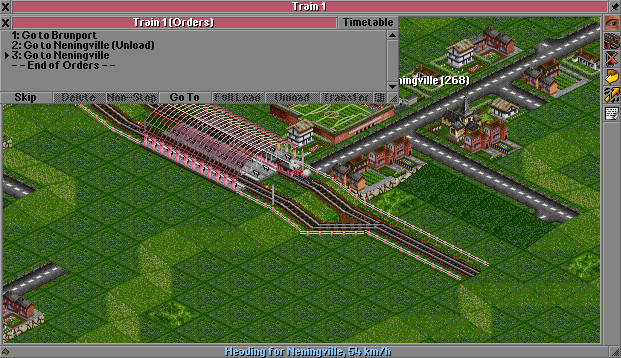 Train 1
Train 1 (Orders)
Timetable
1: Go to Brunport
2: Go to Neningville (Unload)
3: Go to Neningville
- - End of Orders - -
ningville (268)
Skip
Delete
Non-Stop
Go To
Full Load
Unload
Transfer
Heading for Neningville, 54 km/h